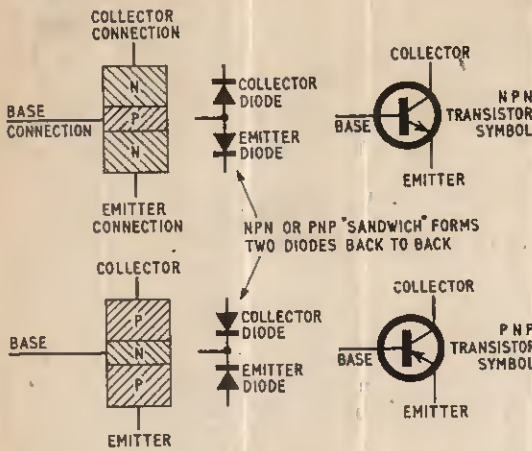 COLLECTOR
CONNECTION
N
P
N
BASE
CONNECTION
EMITTER
CONNECTION
COLLECTOR
DIODE
EMITTER
DIODE
COLLECTOR
BASE
EMITTER
NPN
TRANSISTOR
SYMBOL
NPN OR PNP "SANDWICH" FORMS
TWO DIODES BACK TO BACK
COLLECTOR
P
N
P
BASE
EMITTER
COLLECTOR
DIODE
EMITTER
DIODE
COLLECTOR
BASE
EMITTER
PNP
TRANSISTOR
SYMBOL